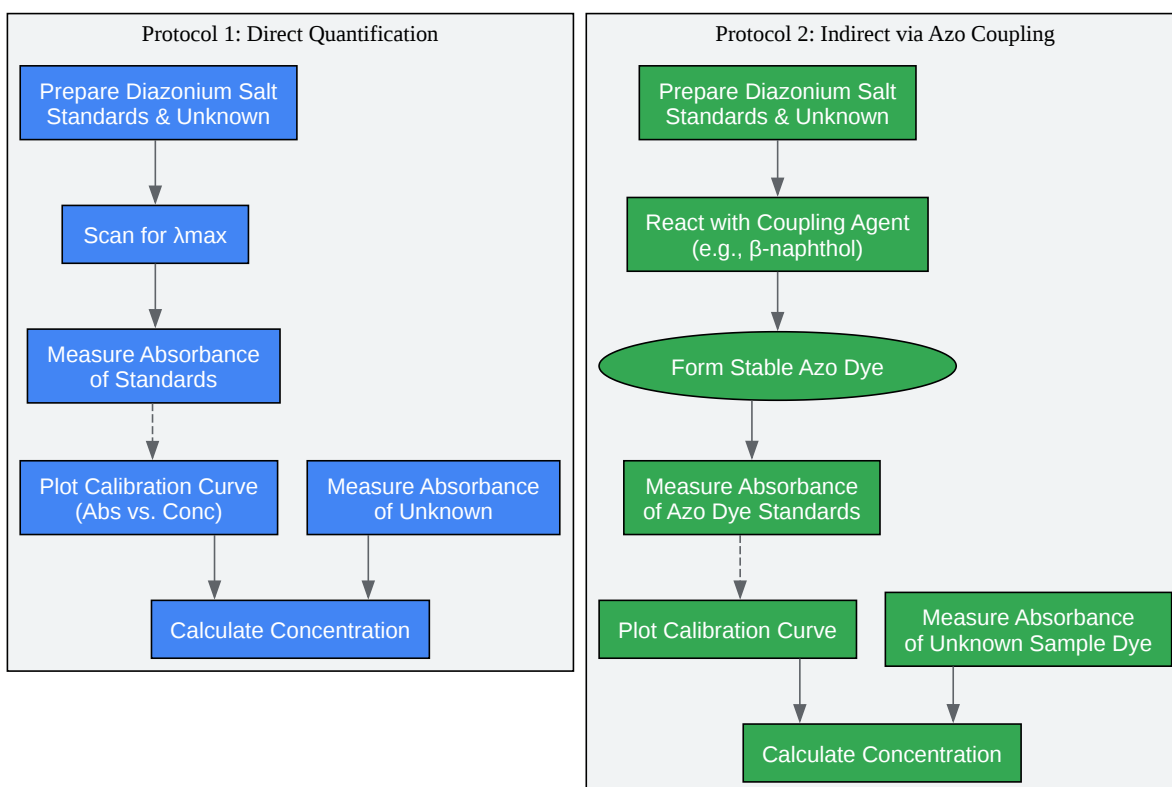 Protocol 1: Direct Quantification
Prepare Diazonium Salt
Standards & Unknown
Scan for λmax
Measure Absorbance
of Standards
Plot Calibration Curve
(Abs vs. Conc)
Measure Absorbance
of Unknown
Calculate Concentration
Protocol 2: Indirect via Azo Coupling
Prepare Diazonium Salt
Standards & Unknown
React with Coupling Agent
(e.g., β-naphthol)
Form Stable Azo Dye
Measure Absorbance
of Azo Dye Standards
Plot Calibration Curve
Measure Absorbance
of Unknown Sample Dye
Calculate Concentration